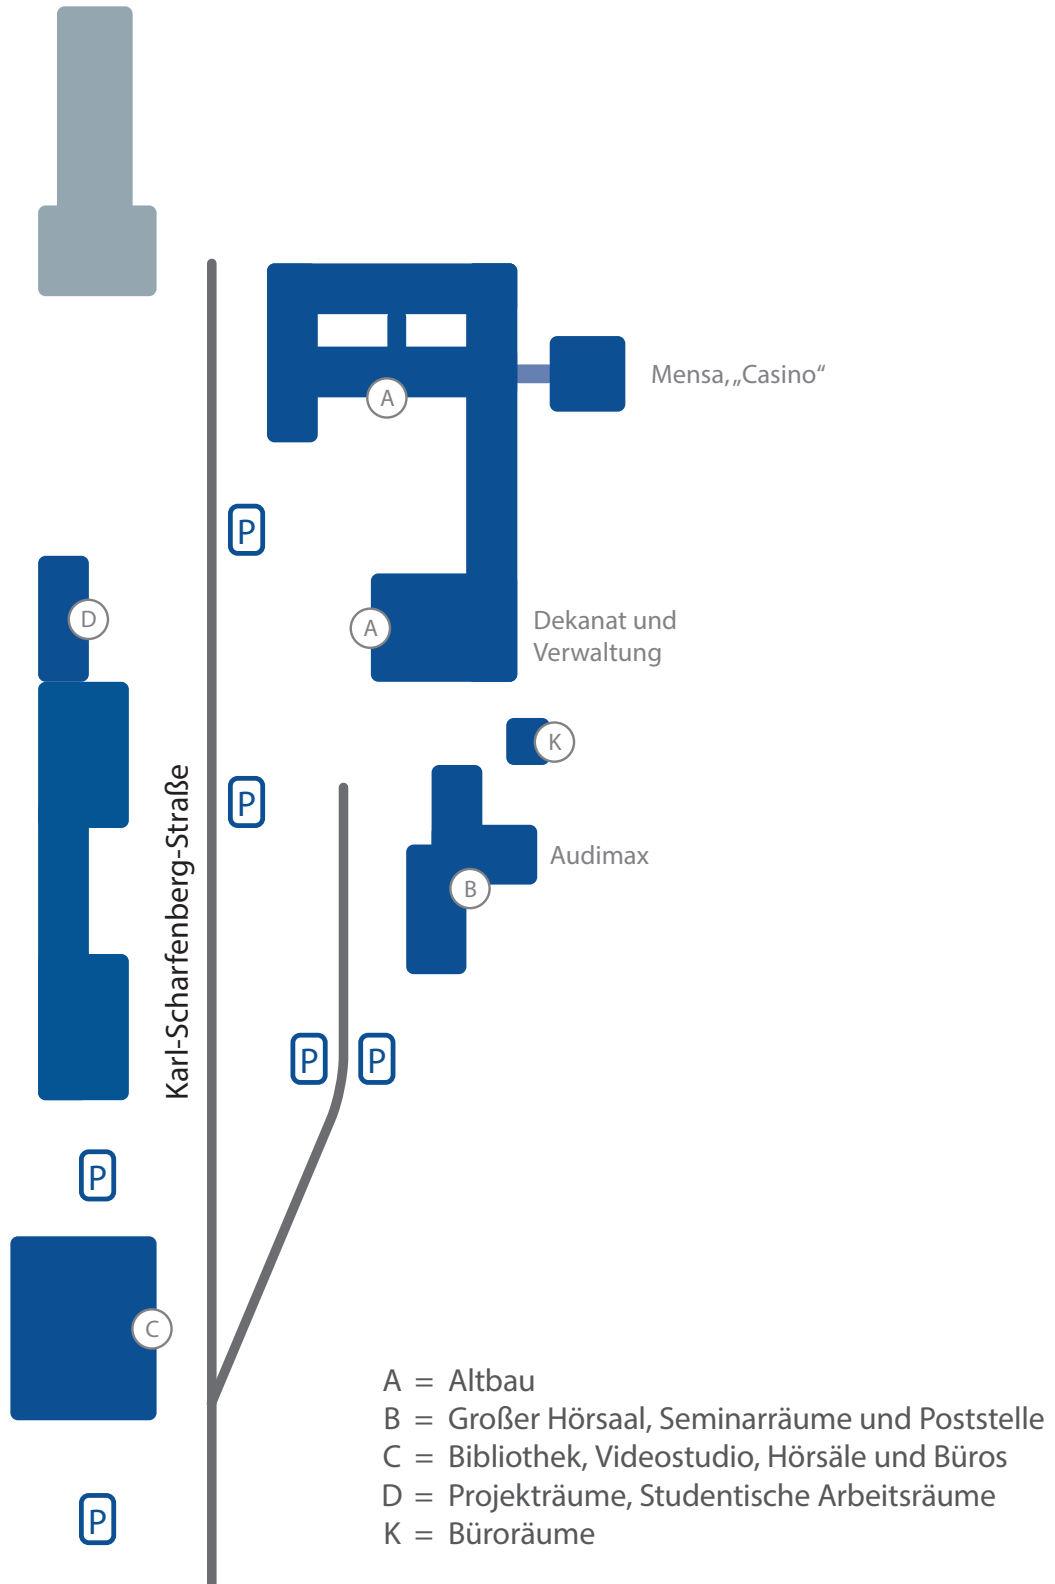 Mensa,„Casino“
A
P
D
A
Dekanat und
Verwaltung
K
P
Karl-Scharfenberg-Straße
Audimax
B
P
P
P
C
A = Altbau
B = Großer Hörsaal, Seminarräume und Poststelle
C = Bibliothek, Videostudio, Hörsäle und Büros
D = Projekträume, Studentische Arbeitsräume
K = Büroräume
P